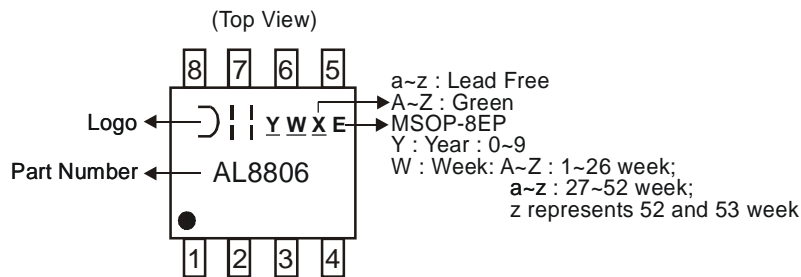 (Top View)
8 7 6 5
Logo
Y W X E
a~z : Lead Free
A~Z : Green
MSOP-8EP
Y : Year : 0~9
W : Week: A~Z : 1~26 week;
a~z : 27~52 week;
z represents 52 and 53 week
Part Number
AL8806
1 2 3 4